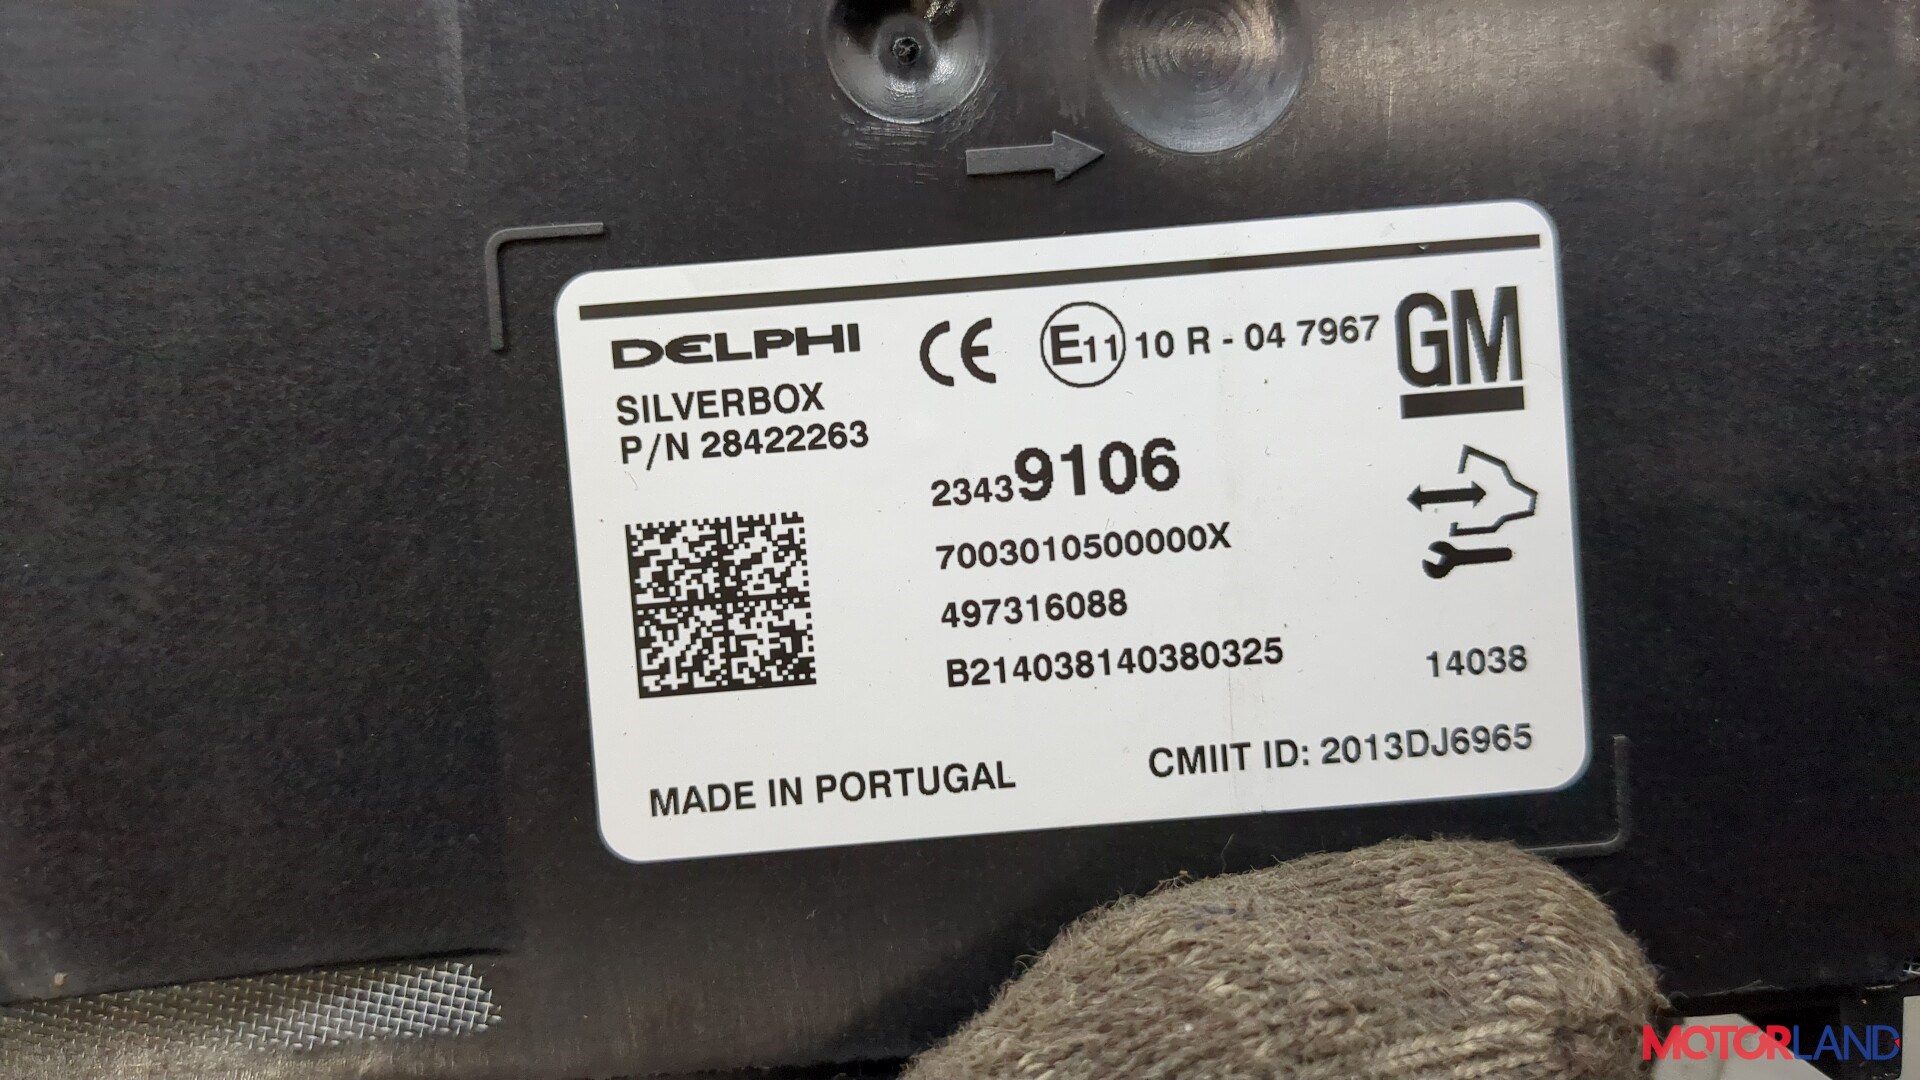 DELPHI
CE
E11 10 R - 04 7967
GM
SILVERBOX
P/N 28422263
23439106
7003010500000X
497316088
B214038140380325
14038
MADE IN PORTUGAL
CMIIT ID: 2013DJ6965
MOTORLAND